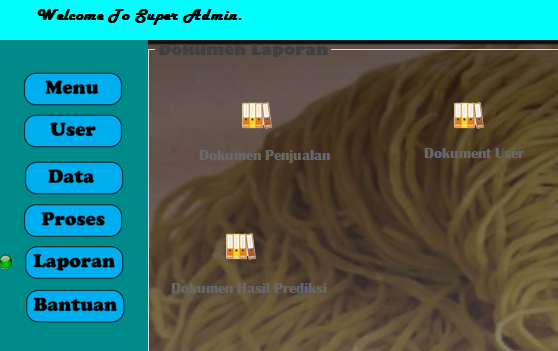 Welcome To Super Admin.
Dokumen Laporan
Menu
User
Data
Proses
Laporan
Bantuan
Dokumen Penjualan
Dokument User
Dokumen Hasil Prediksi